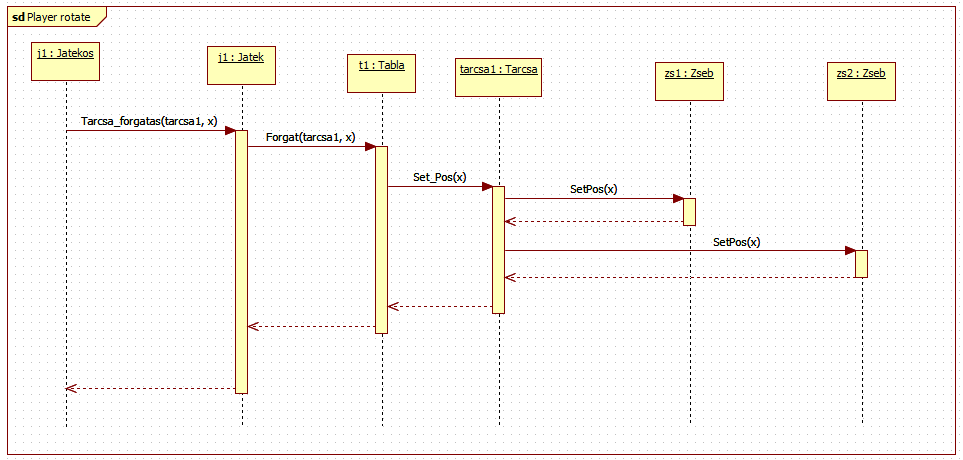 sd Player rotate
j1 : Jatekos
j1 : Jatek
t1 : Tabla
tarcsa1 : Tarcsa
zs1 : Zseb
zs2 : Zseb
Tarcsa_forgatas(tarcsa1, x)
Forgat(tarcsa1, x)
Set_Pos(x)
SetPos(x)
SetPos(x)